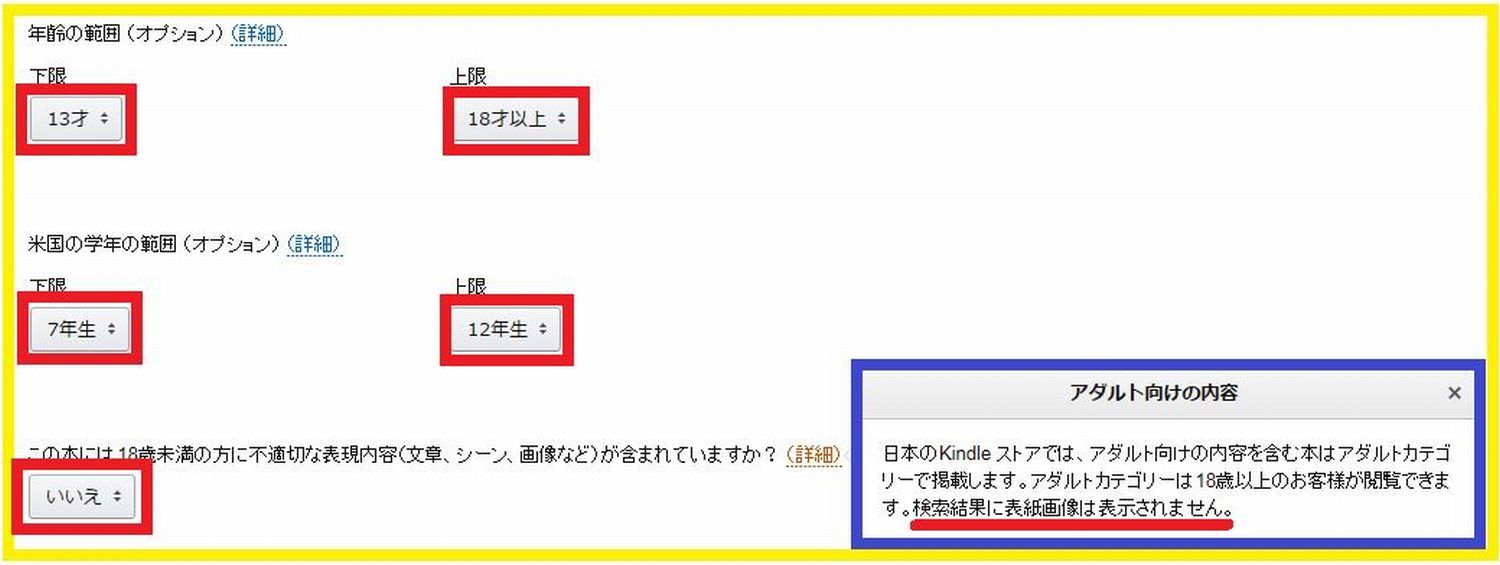 年齢の範囲（オプション）（詳細）
下限 上限
13才 18才以上
米国の学年の範囲（オプション）（詳細）
下限 上限
7年生 12年生
この本には 18歳未満の方に不適切な表現内容（文章、シーン、画像など）が含まれていますか？（詳細）
いいえ
アダルト向けの内容 ×
日本のKindle ストアでは、アダルト向けの内容を含む本はアダルトカテゴ
リーで掲載します。アダルトカテゴリーは 18歳以上のお客様が閲覧できま
す。検索結果に表紙画像は表示されません。